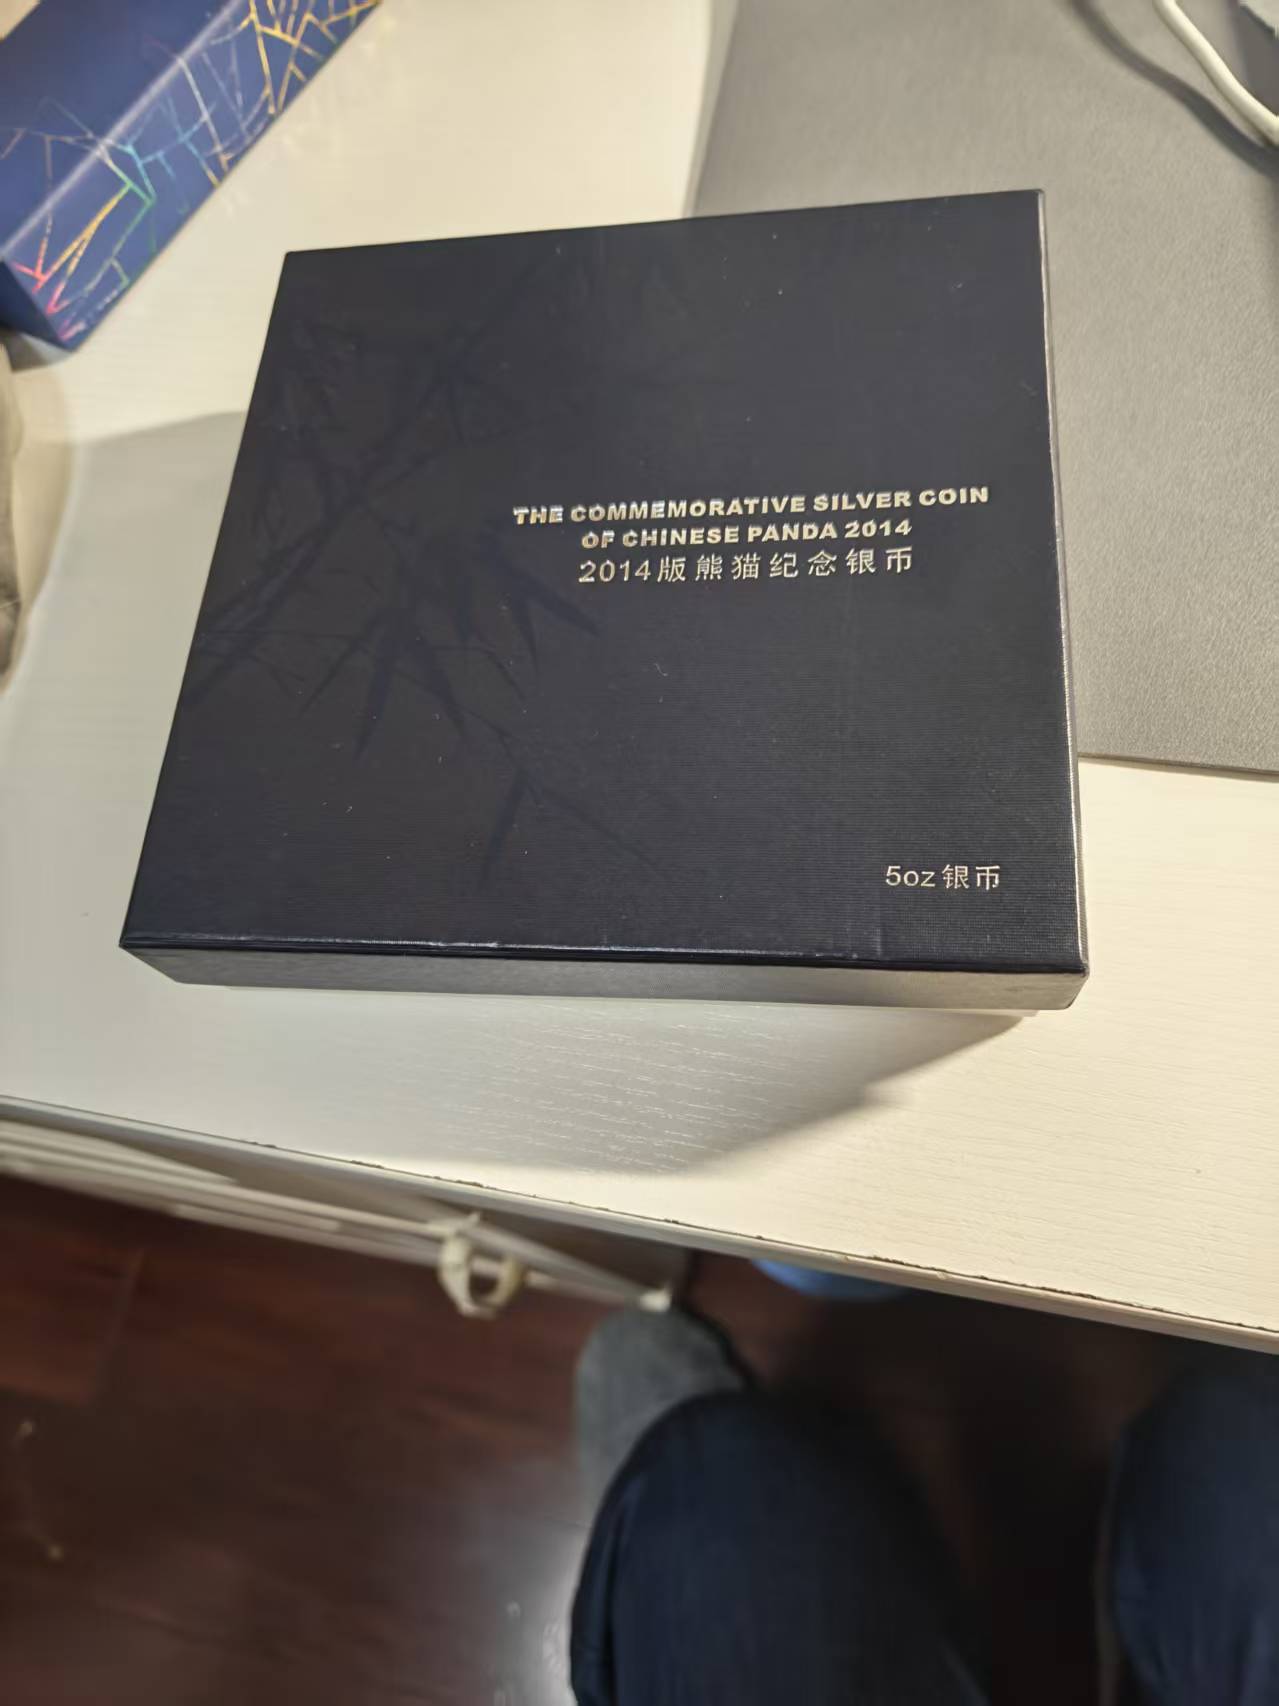 THE COMMEMORATIVE SILVER COIN
OF CHINESE PANDA 2014
2014版熊猫纪念银币
5oz银币